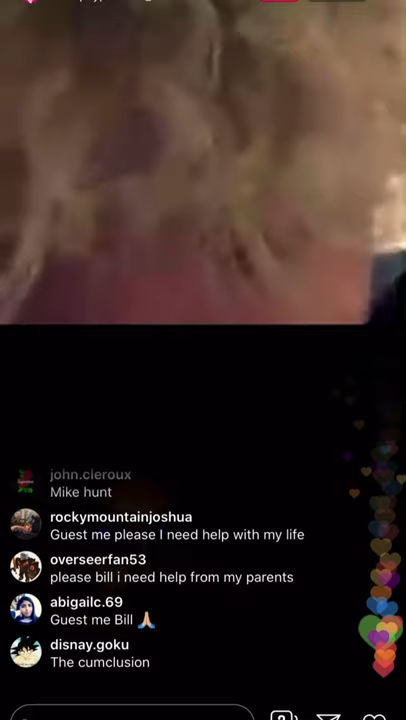 john.cleroux
Mike hunt
rockymountainjoshua
Guest me please I need help with my life
overseerfan53
please bill i need help from my parents
abigailc.69
Guest me Bill 🙏
disnay.goku
The cumclusion